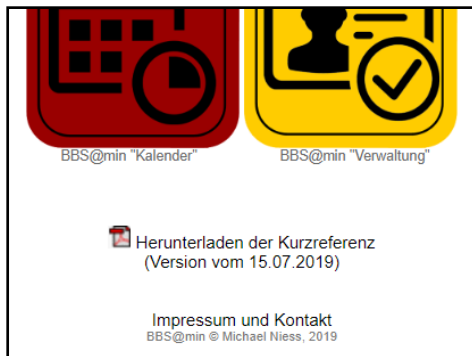 BBS@min "Kalender" BBS@min "Verwaltung"
Herunterladen der Kurzreferenz
(Version vom 15.07.2019)
Impressum und Kontakt
BBS@min © Michael Niess, 2019